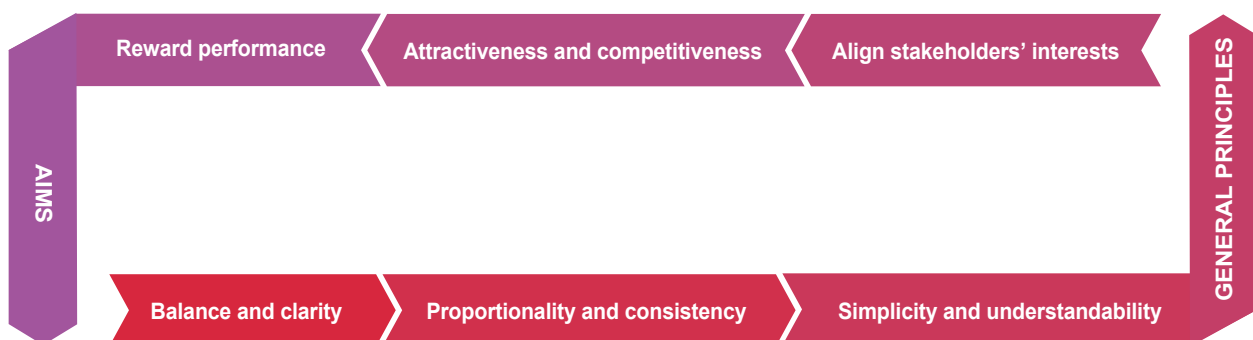 AIMS
Reward performance
Attractiveness and competitiveness
Align stakeholders’ interests
Balance and clarity
Proportionality and consistency
Simplicity and understandability
GENERAL PRINCIPLES